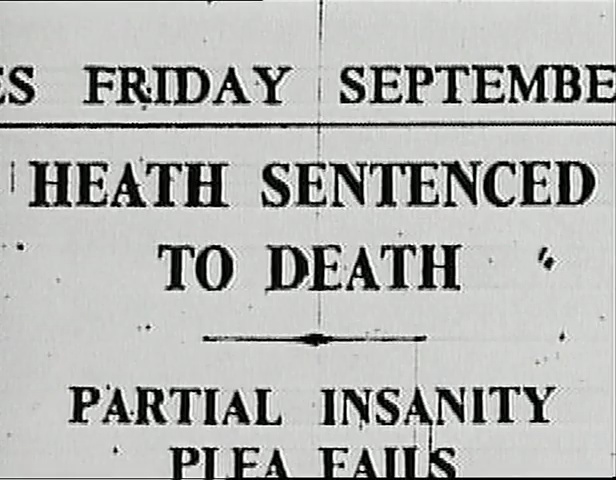 ES FRIDAY SEPTEMBE
HEATH SENTENCED
TO DEATH
PARTIAL INSANITY
PLEA FAILS